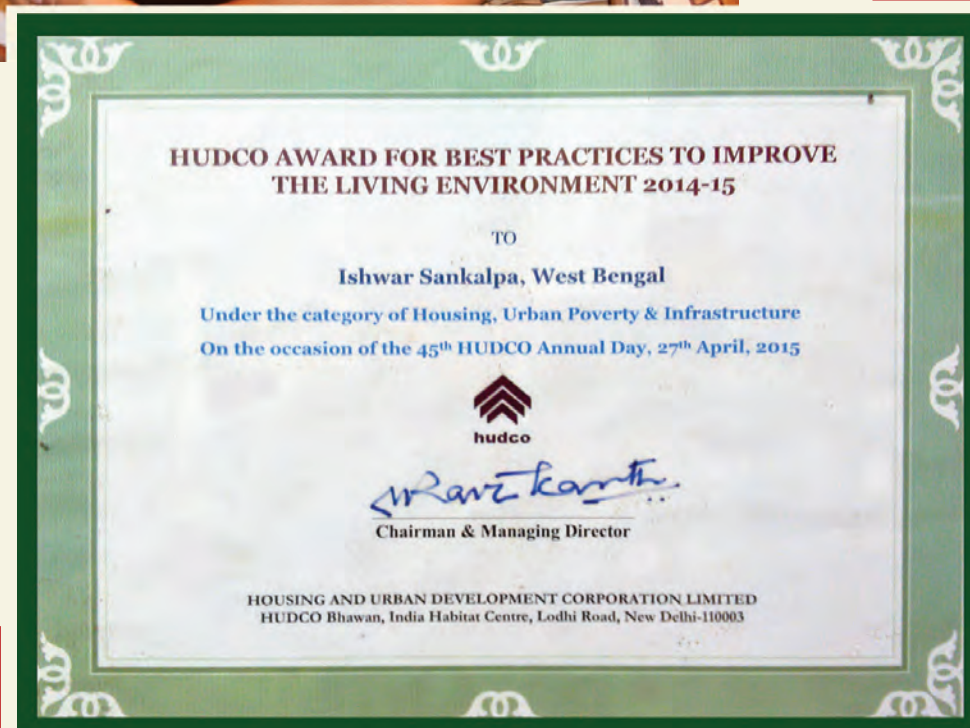 HUDCO AWARD FOR BEST PRACTICES TO IMPROVE
THE LIVING ENVIRONMENT 2014-15
TO
Ishwar Sankalpa, West Bengal
Under the category of Housing, Urban Poverty & Infrastructure
On the occasion of the 45th HUDCO Annual Day, 27th April, 2015
hudco
MRavi Kanth
Chairman & Managing Director
HOUSING AND URBAN DEVELOPMENT CORPORATION LIMITED
HUDCO Bhawan, India Habitat Centre, Lodhi Road, New Delhi-110003